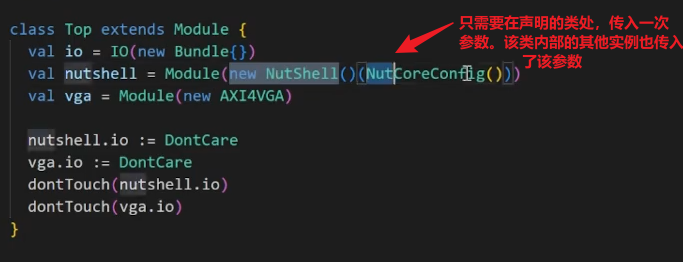 class Top extends Module {
只需要在声明的类处，传入一次
val io = IO(new Bundle{})
参数。该类内部的其他实例也传入
val nutshell = Module(new NutShell()(NutCoreConfig()))
了该参数
val vga = Module(new AXI4VGA)
nutshell.io := DontCare
vga.io := DontCare
dontTouch(nutshell.io)
dontTouch(vga.io)
}